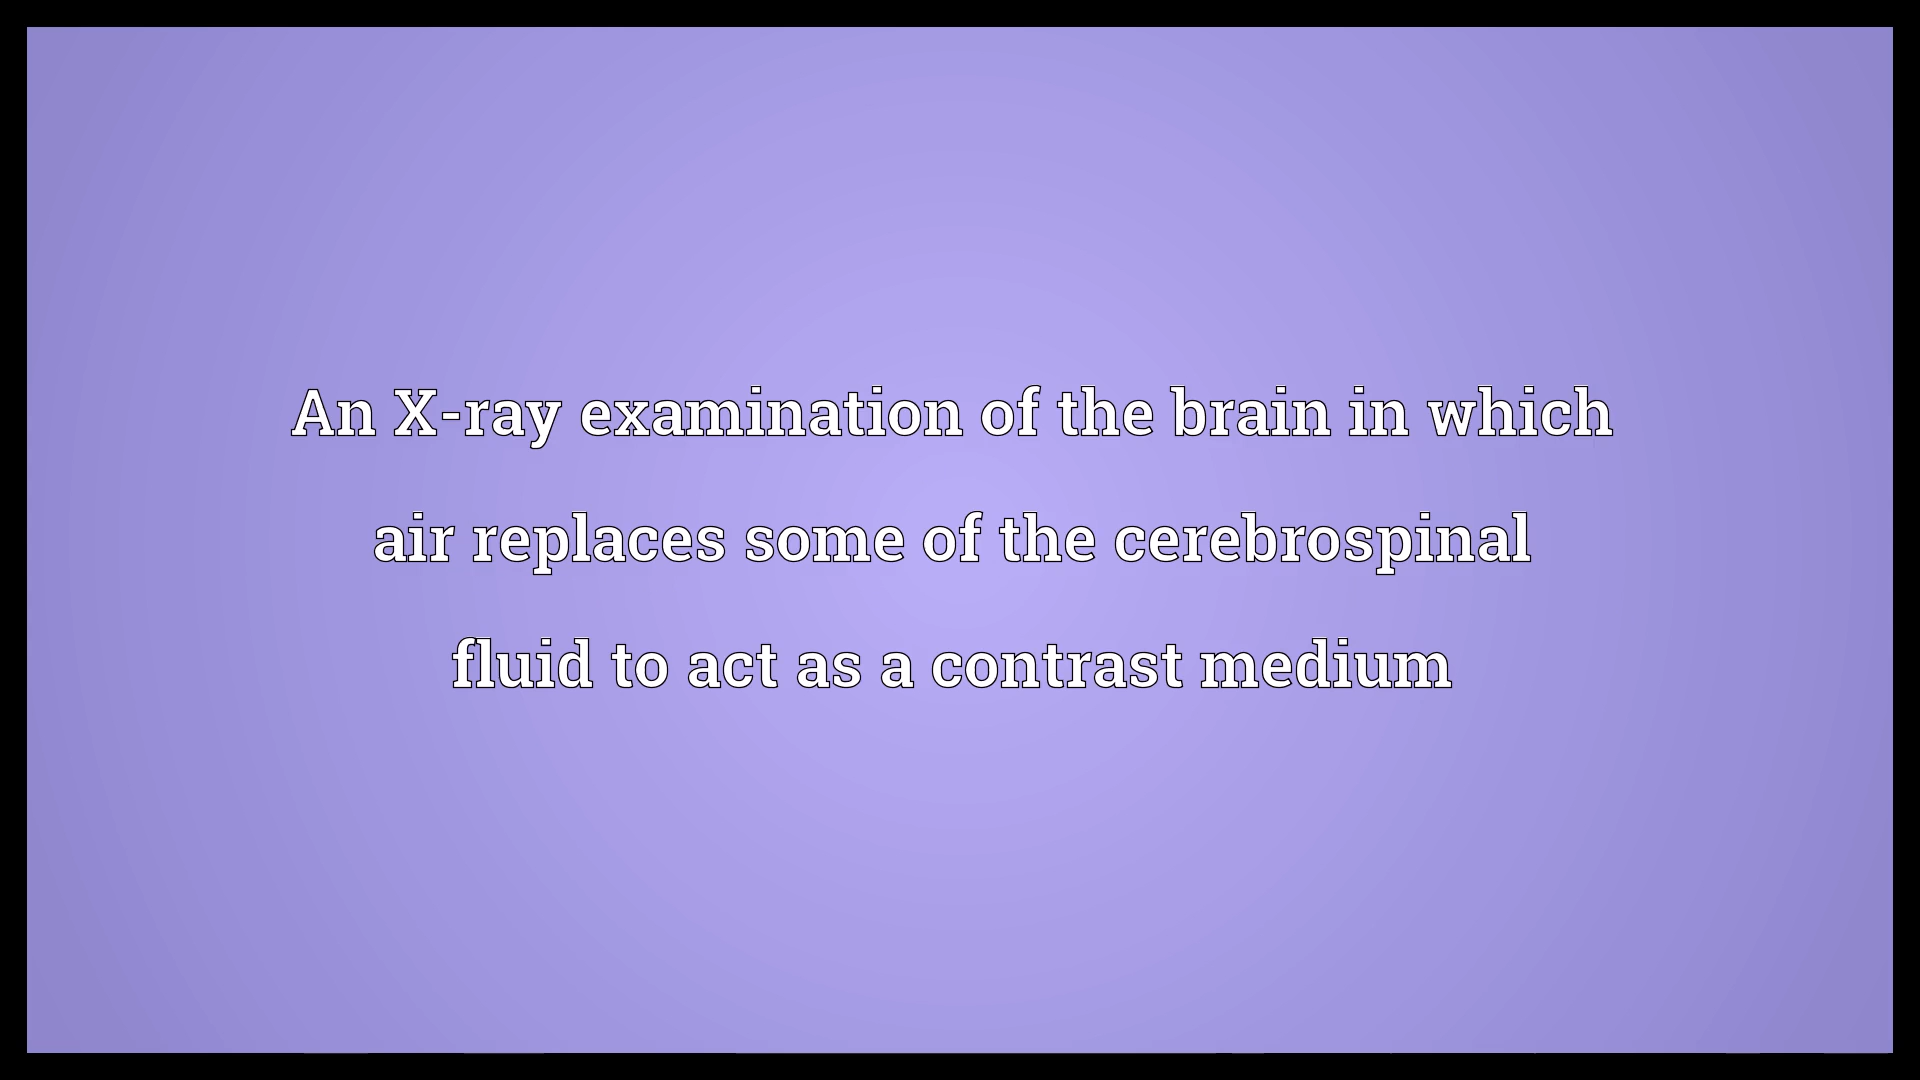 An X-ray examination of the brain in which
air replaces some of the cerebrospinal
fluid to act as a contrast medium